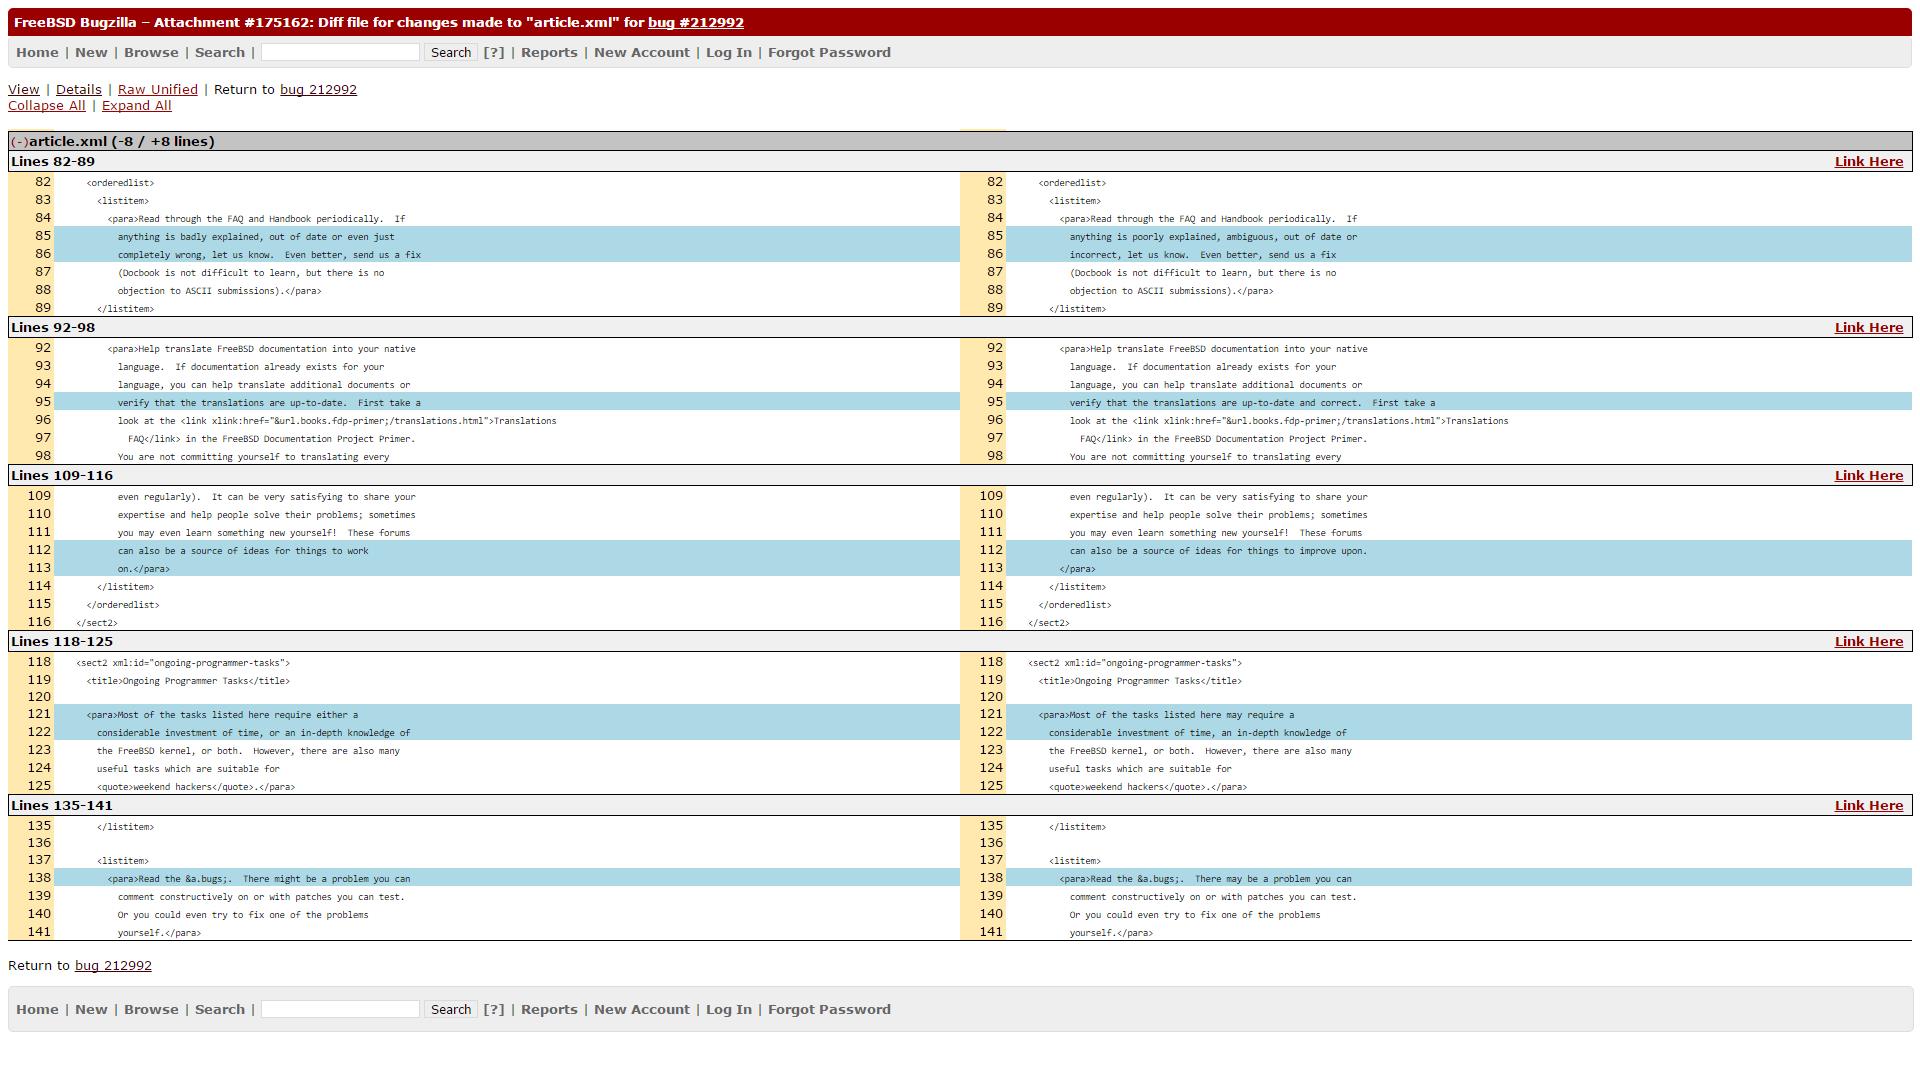 FreeBSD Bugzilla – Attachment #175162: Diff file for changes made to "article.xml" for bug #212992
Home | New | Browse | Search | Search [?] | Reports | New Account | Log In | Forgot Password
View | Details | Raw Unified | Return to bug 212992
Collapse All | Expand All
(-)article.xml (-8 / +8 lines)
Lines 82-89 Link Here
82 <orderedlist> 82 <orderedlist>
83 <listitem> 83 <listitem>
84 <para>Read through the FAQ and Handbook periodically.  If 84 <para>Read through the FAQ and Handbook periodically.  If
85 anything is badly explained, out of date or even just 85 anything is poorly explained, ambiguous, out of date or
86 completely wrong, let us know.  Even better, send us a fix 86 incorrect, let us know.  Even better, send us a fix
87 (Docbook is not difficult to learn, but there is no 87 (Docbook is not difficult to learn, but there is no
88 objection to ASCII submissions).</para> 88 objection to ASCII submissions).</para>
89 </listitem> 89 </listitem>
Lines 92-98 Link Here
92 <para>Help translate FreeBSD documentation into your native 92 <para>Help translate FreeBSD documentation into your native
93 language.  If documentation already exists for your 93 language.  If documentation already exists for your
94 language, you can help translate additional documents or 94 language, you can help translate additional documents or
95 verify that the translations are up-to-date.  First take a 95 verify that the translations are up-to-date and correct.  First take a
96 look at the <link xlink:href="&url.books.fdp-primer;/translations.html">Translations 96 look at the <link xlink:href="&url.books.fdp-primer;/translations.html">Translations
97 FAQ</link> in the FreeBSD Documentation Project Primer. 97 FAQ</link> in the FreeBSD Documentation Project Primer.
98 You are not committing yourself to translating every 98 You are not committing yourself to translating every
Lines 109-116 Link Here
109 even regularly).  It can be very satisfying to share your 109 even regularly).  It can be very satisfying to share your
110 expertise and help people solve their problems; sometimes 110 expertise and help people solve their problems; sometimes
111 you may even learn something new yourself!  These forums 111 you may even learn something new yourself!  These forums
112 can also be a source of ideas for things to work 112 can also be a source of ideas for things to improve upon.
113 on.</para> 113 </para>
114 </listitem> 114 </listitem>
115 </orderedlist> 115 </orderedlist>
116 </sect2> 116 </sect2>
Lines 118-125 Link Here
118 <sect2 xml:id="ongoing-programmer-tasks"> 118 <sect2 xml:id="ongoing-programmer-tasks">
119 <title>Ongoing Programmer Tasks</title> 119 <title>Ongoing Programmer Tasks</title>
120 120
121 <para>Most of the tasks listed here require either a 121 <para>Most of the tasks listed here may require a
122 considerable investment of time, or an in-depth knowledge of 122 considerable investment of time, an in-depth knowledge of
123 the FreeBSD kernel, or both.  However, there are also many 123 the FreeBSD kernel, or both.  However, there are also many
124 useful tasks which are suitable for 124 useful tasks which are suitable for
125 <quote>weekend hackers</quote>.</para> 125 <quote>weekend hackers</quote>.</para>
Lines 135-141 Link Here
135 </listitem> 135 </listitem>
136 136
137 <listitem> 137 <listitem>
138 <para>Read the &a.bugs;.  There might be a problem you can 138 <para>Read the &a.bugs;.  There may be a problem you can
139 comment constructively on or with patches you can test. 139 comment constructively on or with patches you can test.
140 Or you could even try to fix one of the problems 140 Or you could even try to fix one of the problems
141 yourself.</para> 141 yourself.</para>
Return to bug 212992
Home | New | Browse | Search | Search [?] | Reports | New Account | Log In | Forgot Password